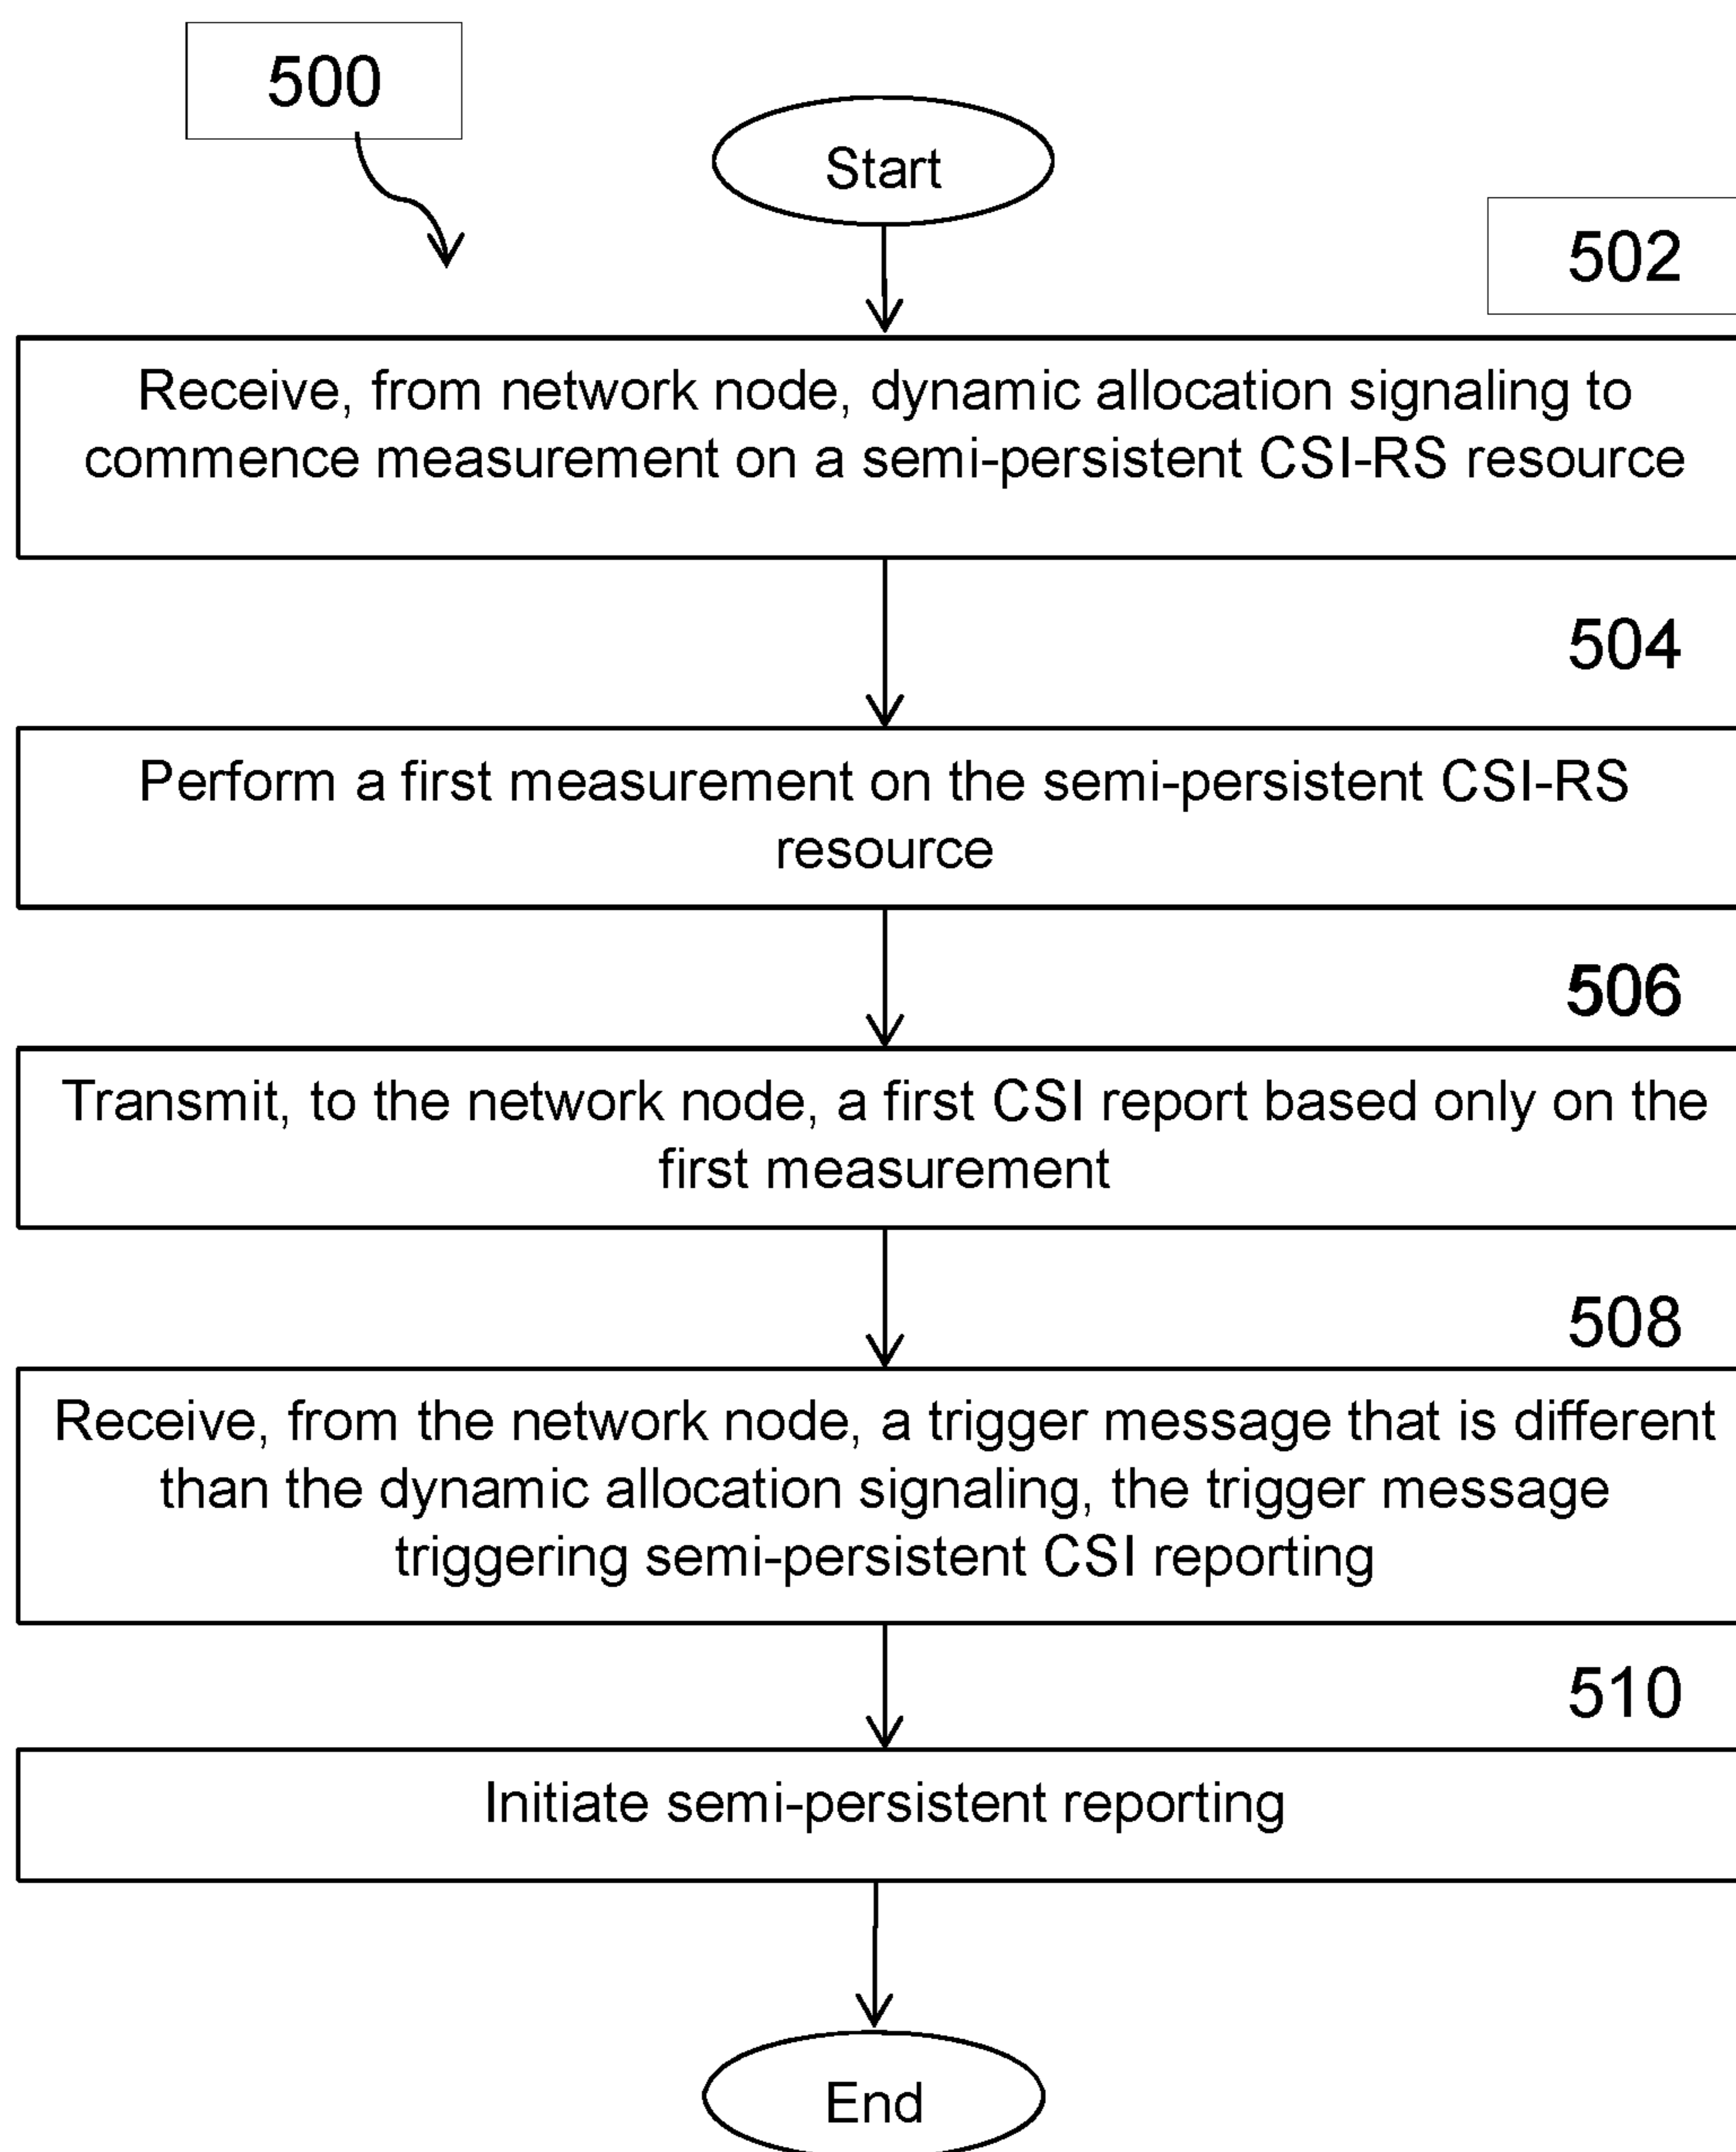 500
Start
502
Receive, from network node, dynamic allocation signaling to
commence measurement on a semi-persistent CSI-RS resource
504
Perform a first measurement on the semi-persistent CSI-RS
resource
506
Transmit, to the network node, a first CSI report based only on the
first measurement
508
Receive, from the network node, a trigger message that is different
than the dynamic allocation signaling, the trigger message
triggering semi-persistent CSI reporting
510
Initiate semi-persistent reporting
End